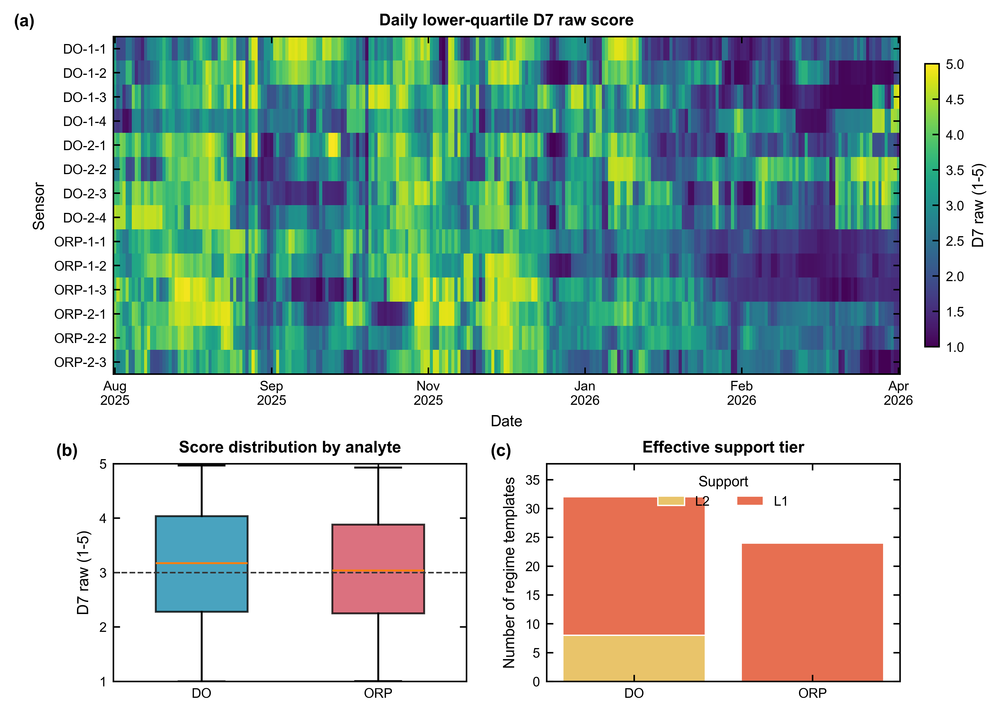 (a)
Daily lower-quartile D7 raw score
Sensor
DO-1-1
DO-1-2
DO-1-3
DO-1-4
DO-2-1
DO-2-2
DO-2-3
DO-2-4
ORP-1-1
ORP-1-2
ORP-1-3
ORP-2-1
ORP-2-2
ORP-2-3
Aug
2025
Sep
2025
Nov
2025
Jan
2026
Feb
2026
Apr
2026
Date
5.0
4.5
4.0
3.5
3.0
2.5
2.0
1.5
1.0
D7 raw (1-5)
(b)
Score distribution by analyte
D7 raw (1-5)
5
4
3
2
1
DO
ORP
(c)
Effective support tier
Number of regime templates
35
30
25
20
15
10
5
0
Support
L2
L1
DO
ORP